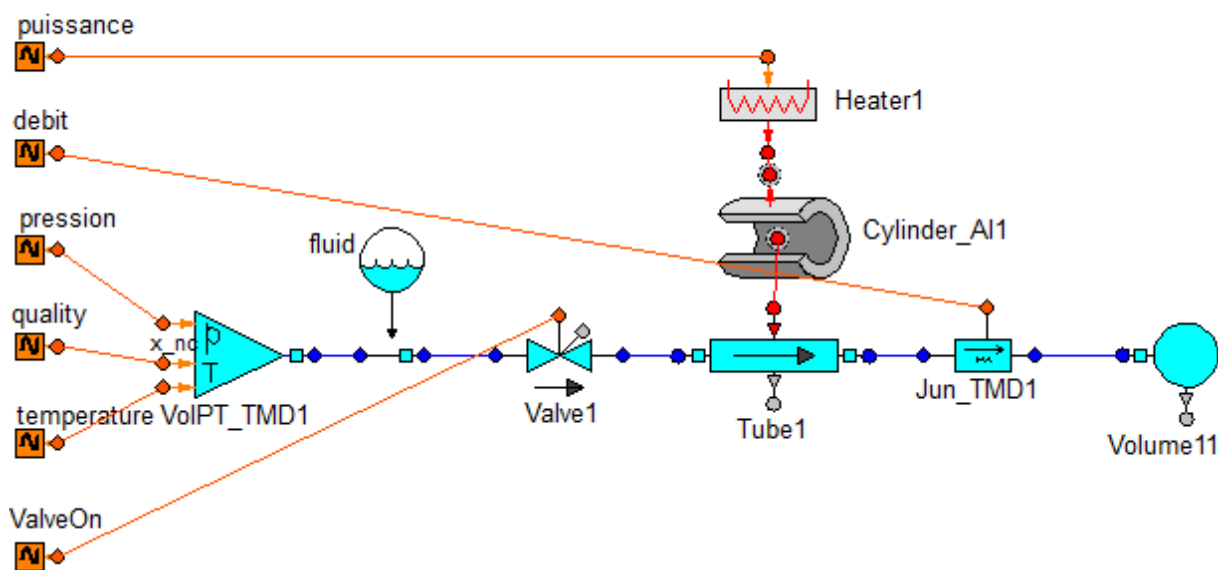 puissance
Heater1
debit
pression
fluid
Cylinder_Al1
quality
x_nc
P
T
temperature VolPT_TMD1
Valve1
Tube1
Jun_TMD1
Volume11
ValveOn